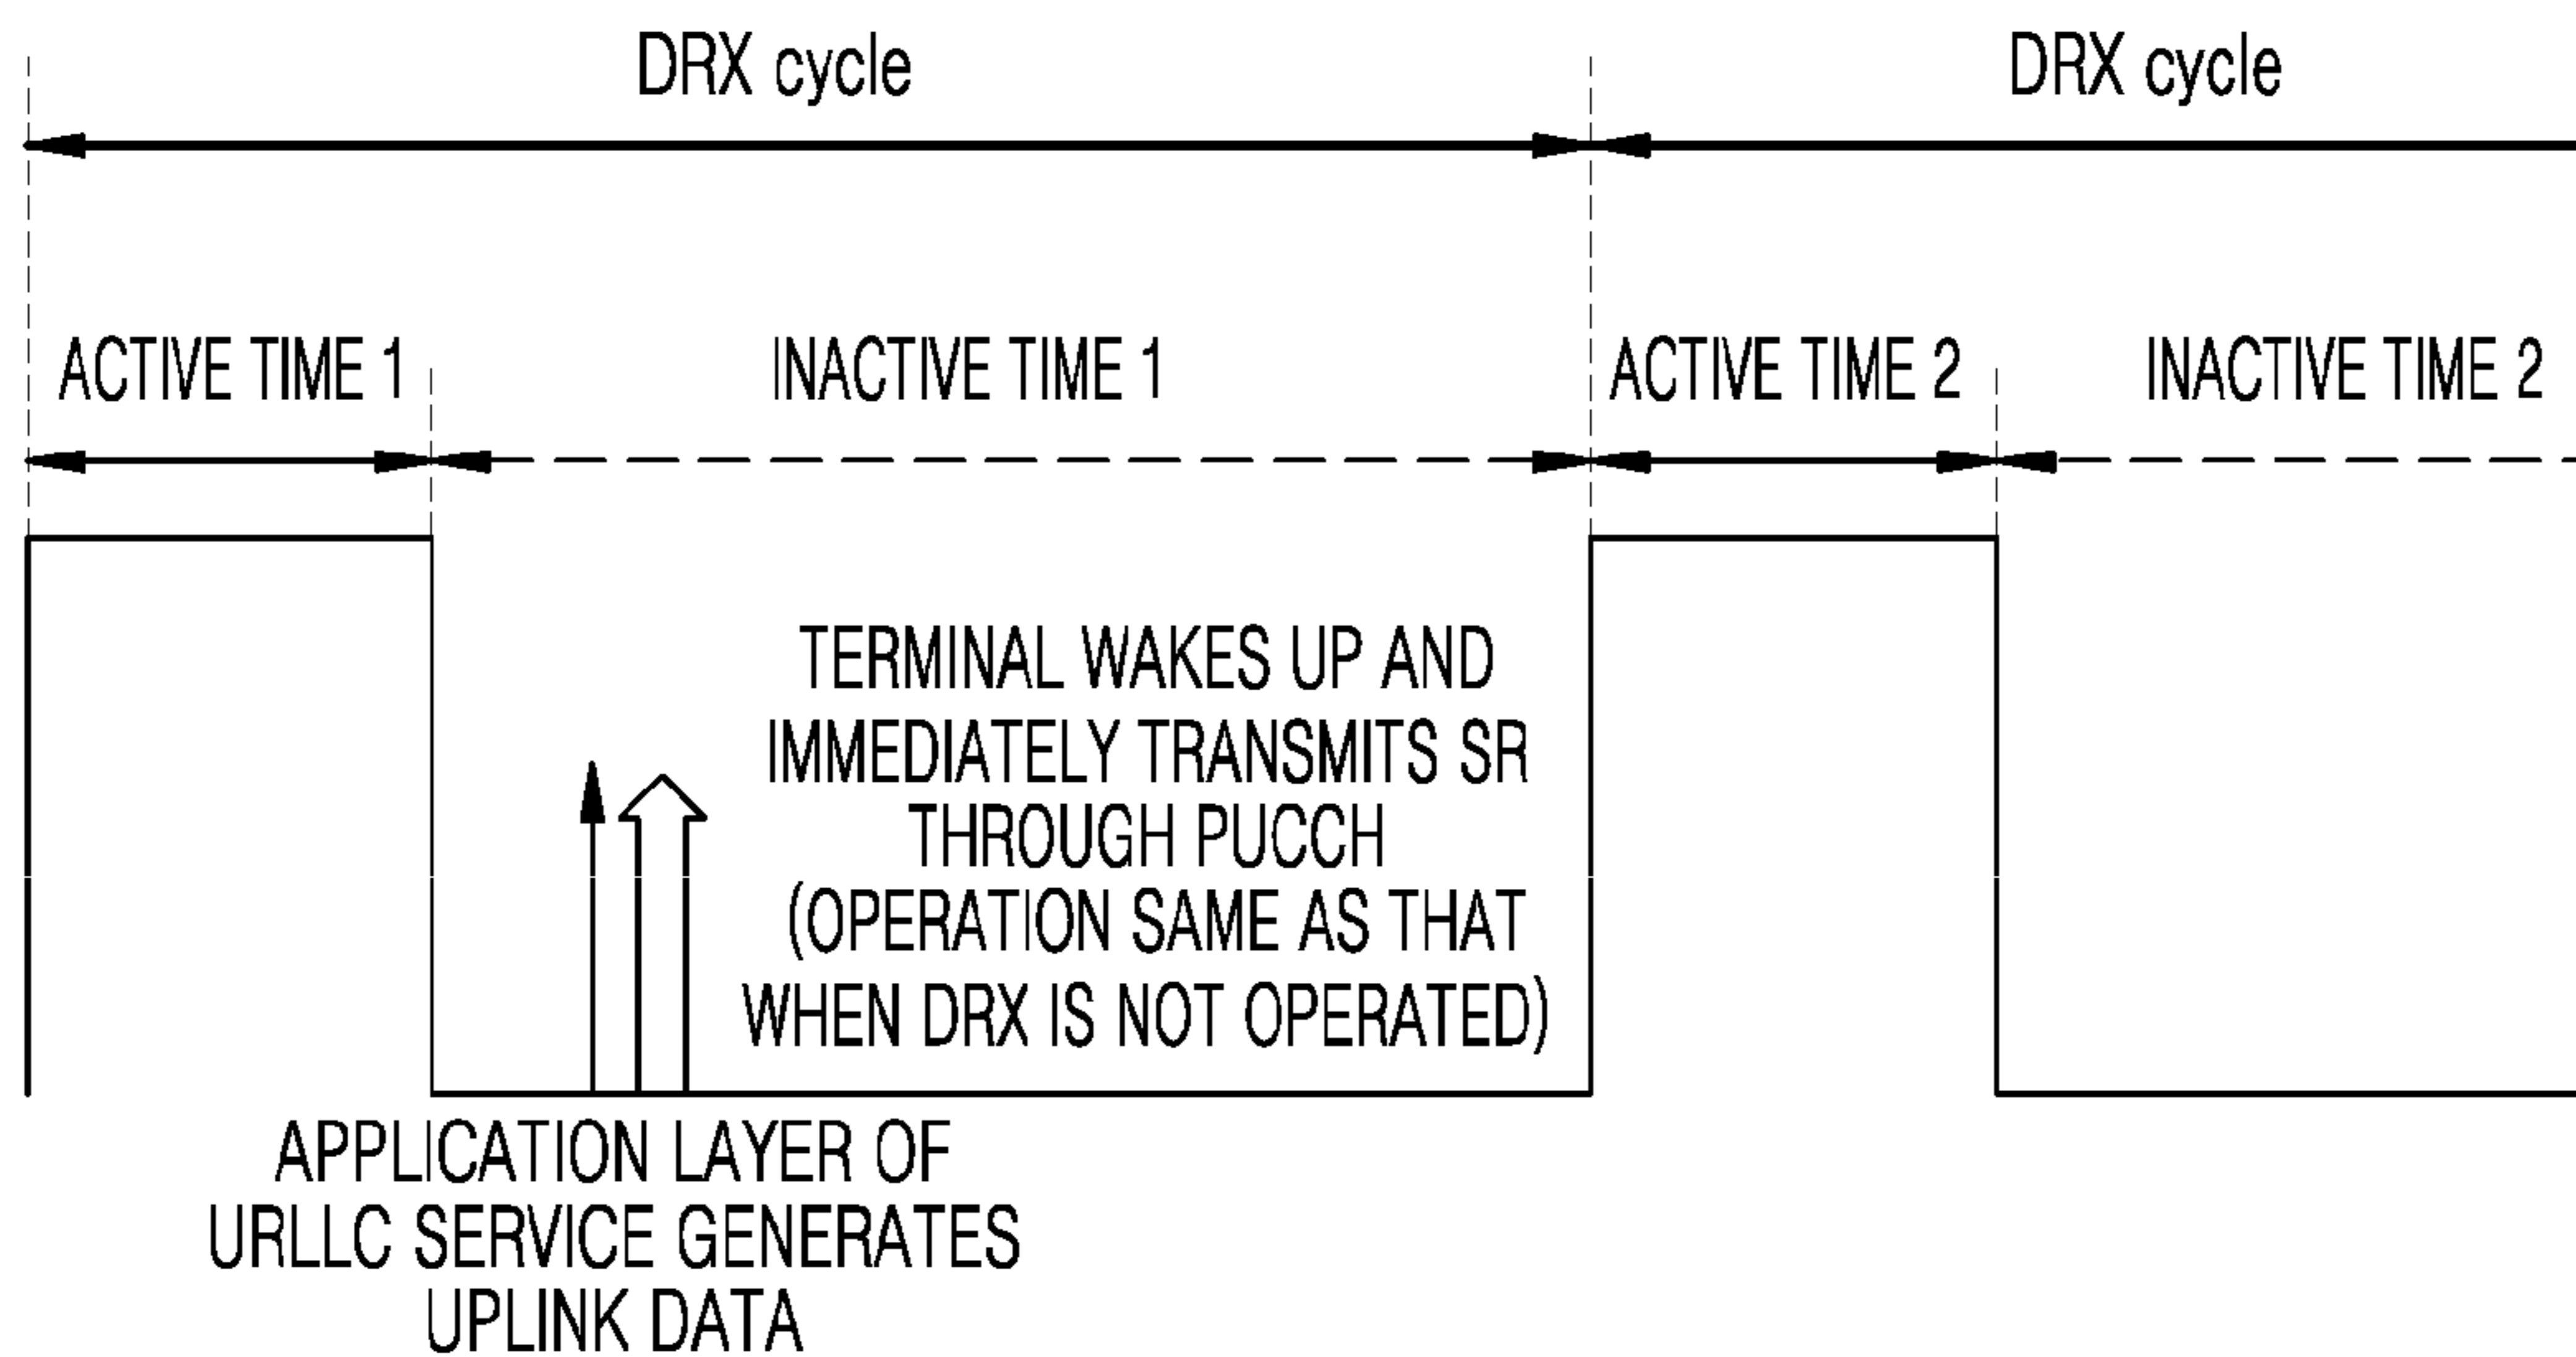 DRX cycle
DRX cycle
ACTIVE TIME 1
INACTIVE TIME 1
ACTIVE TIME 2
INACTIVE TIME 2
TERMINAL WAKES UP AND
IMMEDIATELY TRANSMITS SR
THROUGH PUCCH
(OPERATION SAME AS THAT
WHEN DRX IS NOT OPERATED)
APPLICATION LAYER OF
URLLC SERVICE GENERATES
UPLINK DATA